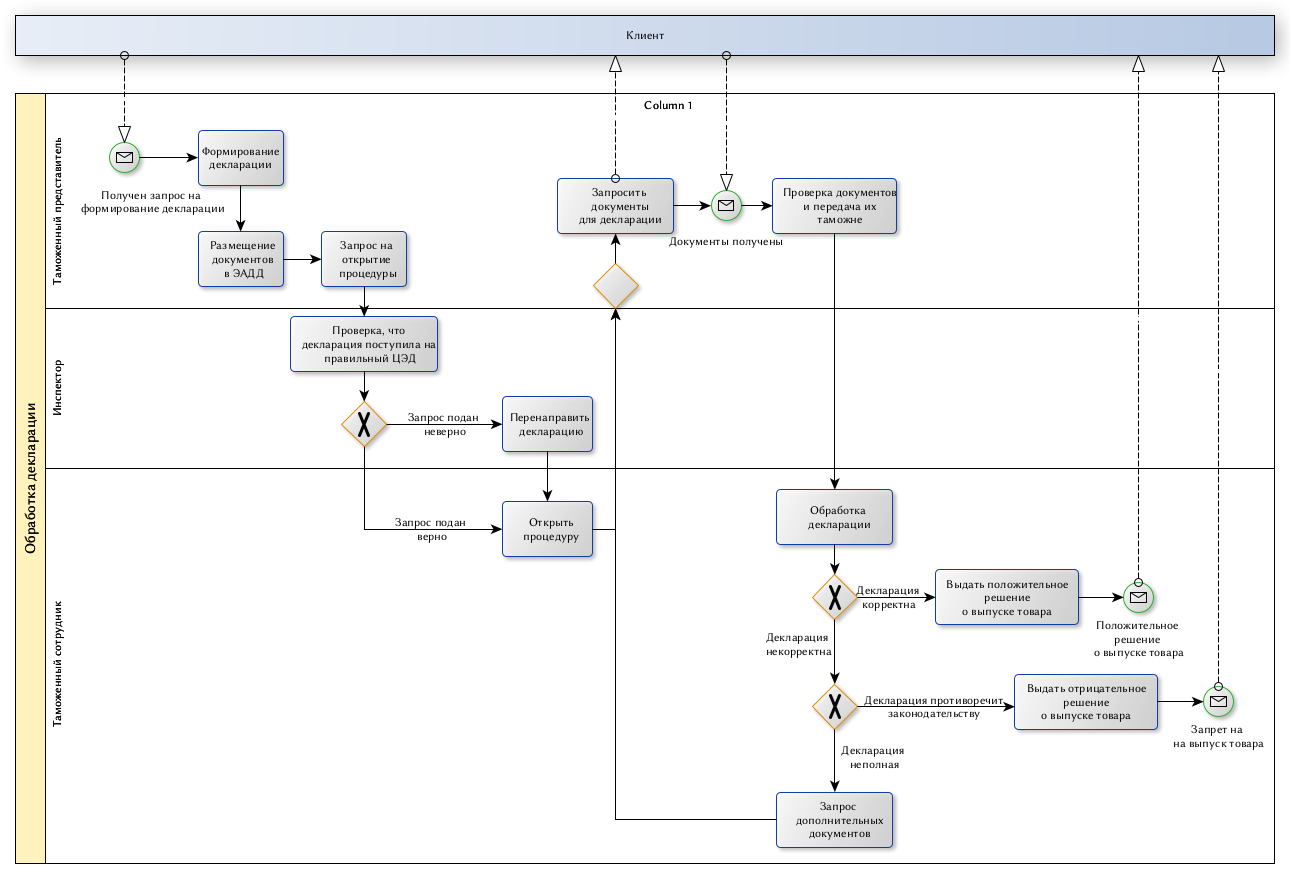 Клиент
Column 1
Обработка декларации
Таможенный представитель
Формирование
декларации
Получен запрос на
формирование декларации
Размещение
документов
в ЭАДД
Запрос на
открытие
процедуры
Запросить
документы
для декларации
Документы получены
Проверка документов
и передача их
таможне
Инспектор
Проверка, что
декларация поступила на
правильный ЦЭД
Запрос подан
неверно
Перенаправить
декларацию
Таможенный сотрудник
Запрос подан
верно
Открыть
процедуру
Обработка
декларации
Декларация
корректна
Выдать положительное
решение
о выпуске товара
Положительное
решение
о выпуске товара
Декларация
некорректна
Декларация противоречит
законодательству
Выдать отрицательное
решение
о выпуске товара
Запрет на
на выпуск товара
Декларация
неполная
Запрос
дополнительных
документов